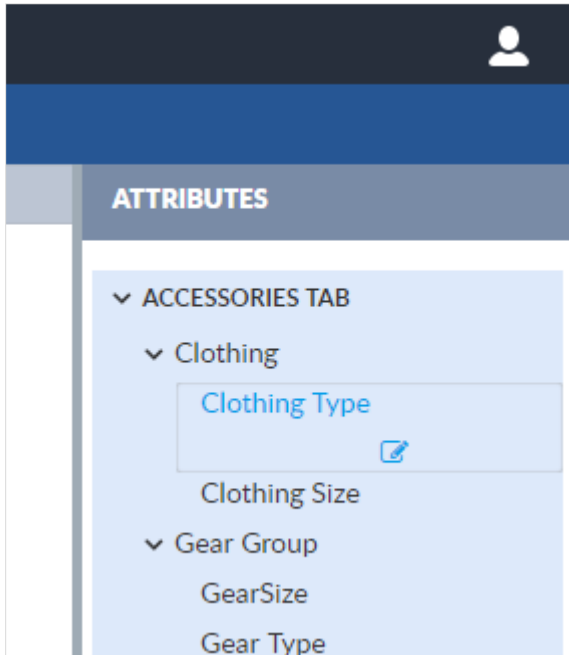 ATTRIBUTES
ACCESSORIES TAB
Clothing
Clothing Type
Clothing Size
Gear Group
GearSize
Gear Type